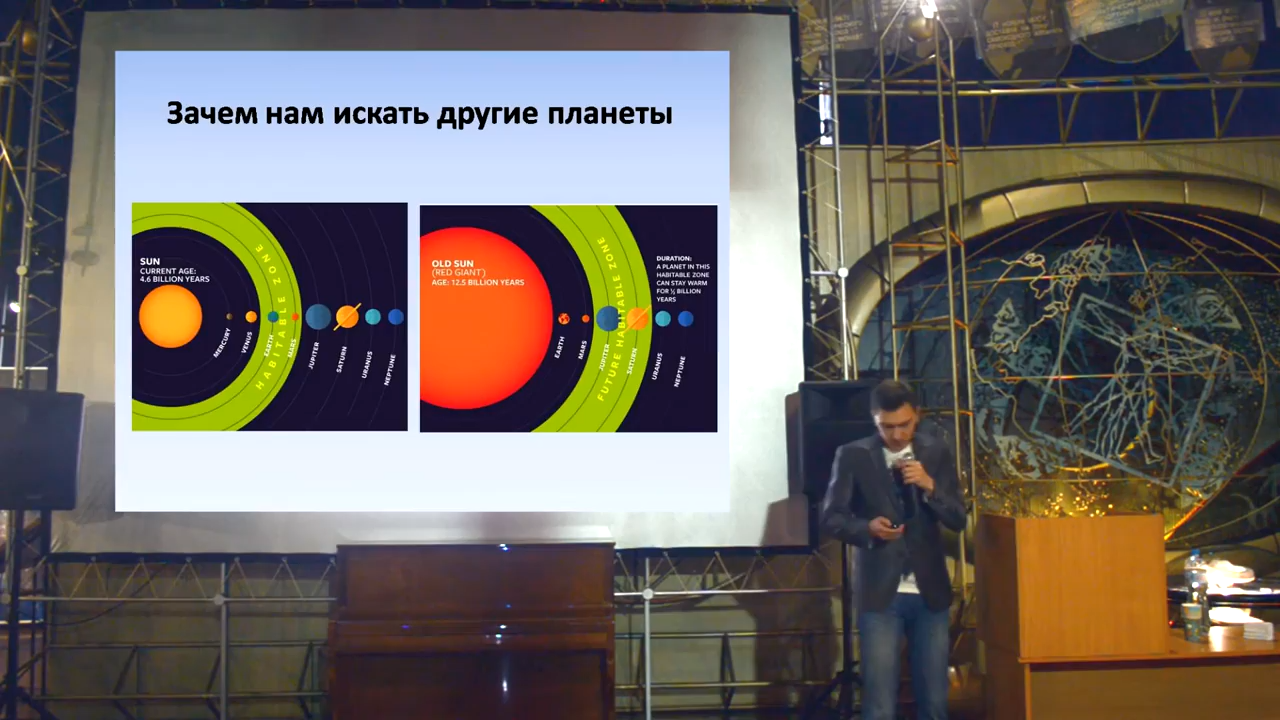 Зачем нам искать другие планеты
SUN
CURRENT AGE:
4.6 BILLION YEARS
MERCURY
VENUS
EARTH
MARS
JUPITER
SATURN
URANUS
NEPTUNE
HABITABLE ZONE
OLD SUN
(RED GIANT)
AGE: 12.5 BILLION YEARS
EARTH
MARS
JUPITER
SATURN
URANUS
NEPTUNE
FUTURE HABITABLE ZONE
DURATION:
A PLANET IN THIS
HABITABLE ZONE
CAN STAY WARM
FOR ½ BILLION
YEARS